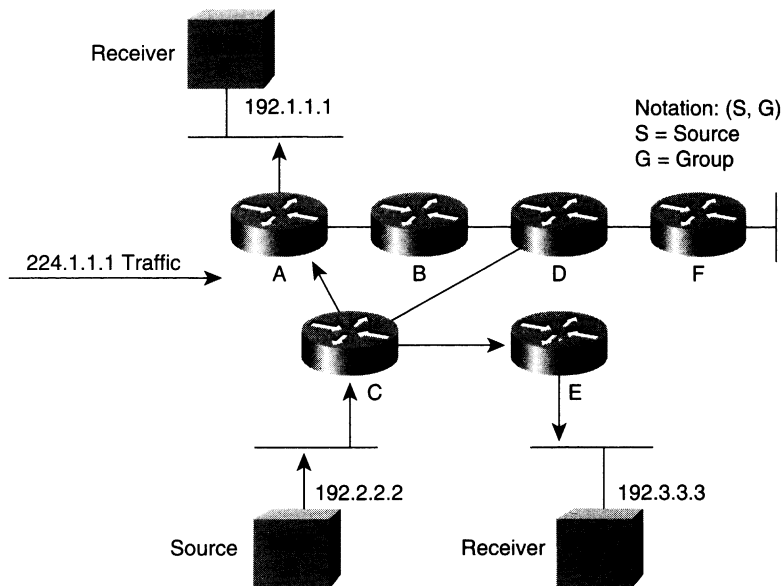 Receiver
192.1.1.1
Notation: (S, G)
S = Source
G = Group
224.1.1.1 Traffic
A
B
D
F
C
E
192.2.2.2
192.3.3.3
Source
Receiver